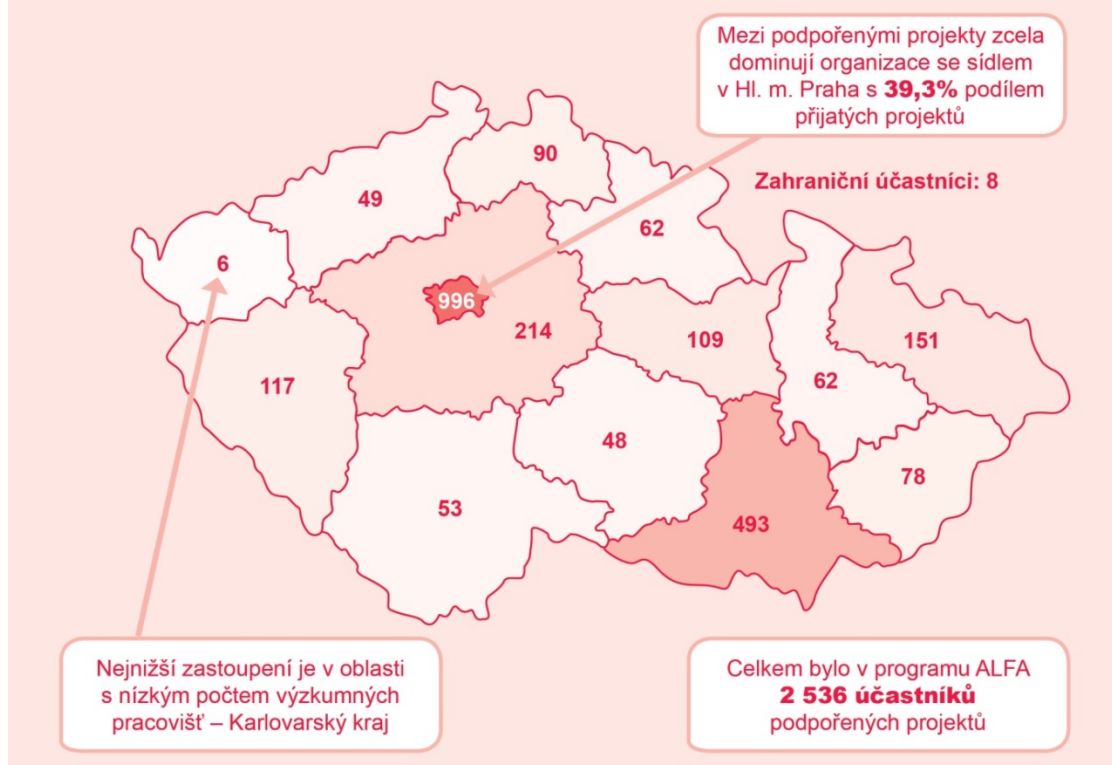 Mezi podpořenými projekty zcela
dominují organizace se sídlem
v Hl. m. Praha s 39,3% podílem
přijatých projektů
90
Zahraniční účastníci: 8
49
62
6
996
214
109
151
117
62
48
78
53
493
Nejnižší zastoupení je v oblasti
s nízkým počtem výzkumných
pracovišť – Karlovarský kraj
Celkem bylo v programu ALFA
2 536 účastníků
podpořených projektů